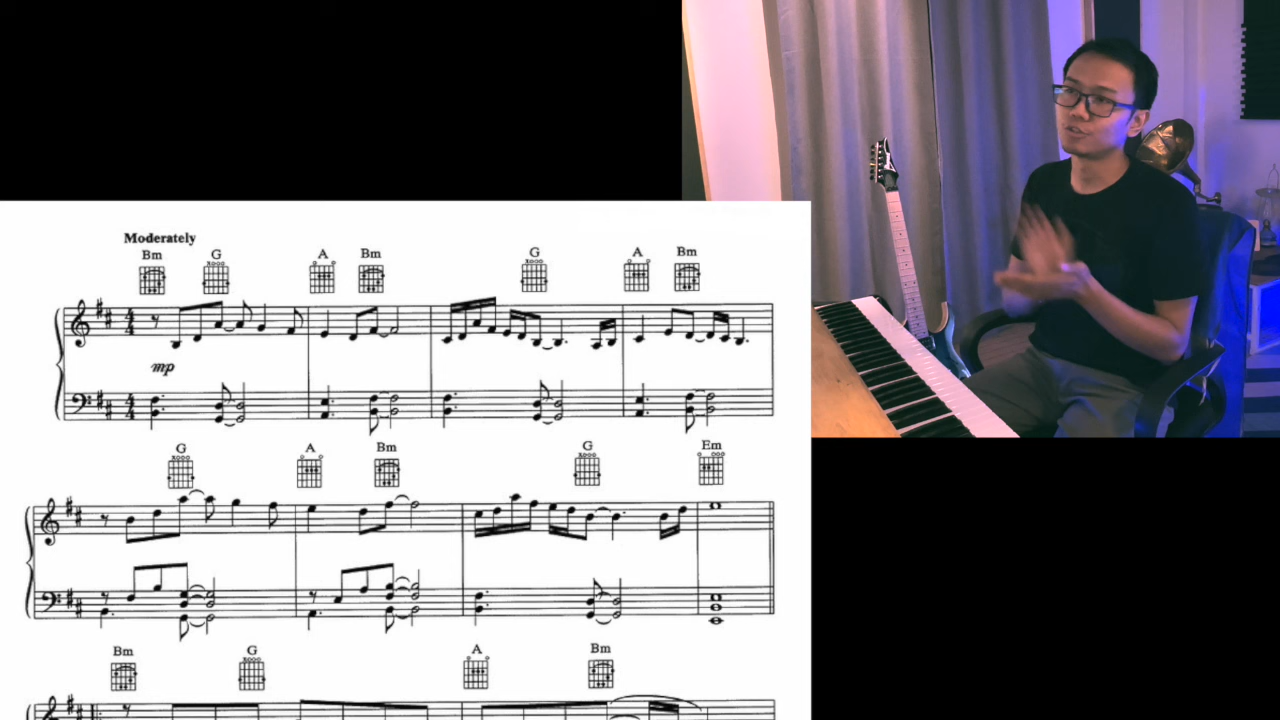 Moderately
Bm G A Bm G A Bm
mp
G A Bm G Em
Bm G A Bm